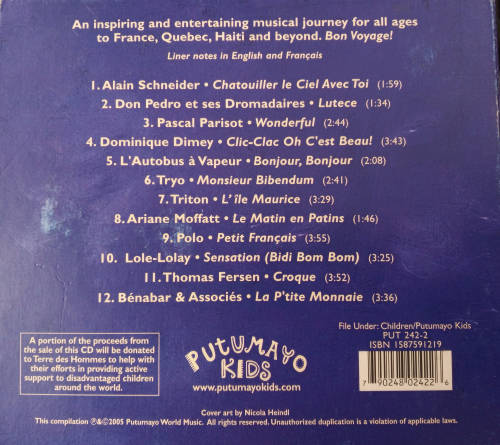 An inspiring and entertaining musical journey for all ages
to France, Quebec, Haiti and beyond. Bon Voyage!
Liner notes in English and Français
1. Alain Schneider • Chatouiller le Ciel Avec Toi (1:59)
2. Don Pedro et ses Dromadaires • Lutece (1:34)
3. Pascal Parisot • Wonderful (2:44)
4. Dominique Dimey • Clic-Clac Oh C'est Beau! (3:43)
5. L'Autobus à Vapeur • Bonjour, Bonjour (2:08)
6. Tryo • Monsieur Bibendum (2:41)
7. Triton • L' île Maurice (3:29)
8. Ariane Moffatt • Le Matin en Patins (1:46)
9. Polo • Petit Français (3:55)
10. Lole-Lolay • Sensation (Bidi Bom Bom) (3:25)
11. Thomas Fersen • Croque (3:52)
12. Bénabar & Associés • La P'tite Monnaie (3:36)
A portion of the proceeds from
the sale of this CD will be donated
to Terre des Hommes to help with
their efforts in providing active
support to disadvantaged children
around the world.
PUTUMAYO
KIDS
www.putumayokids.com
Cover art by Nicola Heindl
File Under: Children/Putumayo Kids
PUT 242-2
ISBN 1587591219
7 90248 02422 6
This compilation ℗&©2005 Putumayo World Music. All rights reserved. Unauthorized duplication is a violation of applicable laws.